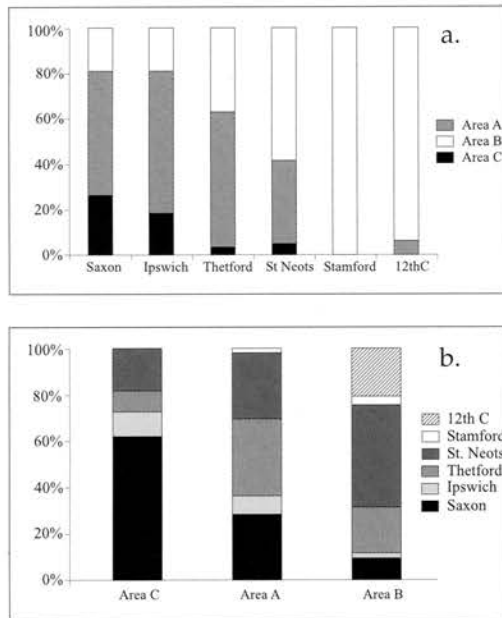 a.
100%
80%
60%
40%
20%
0%
Saxon Ipswich Thetford St Neots Stamford 12thC
Area A
Area B
Area C
b.
100%
80%
60%
40%
20%
0%
Area C Area A Area B
12th C
Stamford
St. Neots
Thetford
Ipswich
Saxon